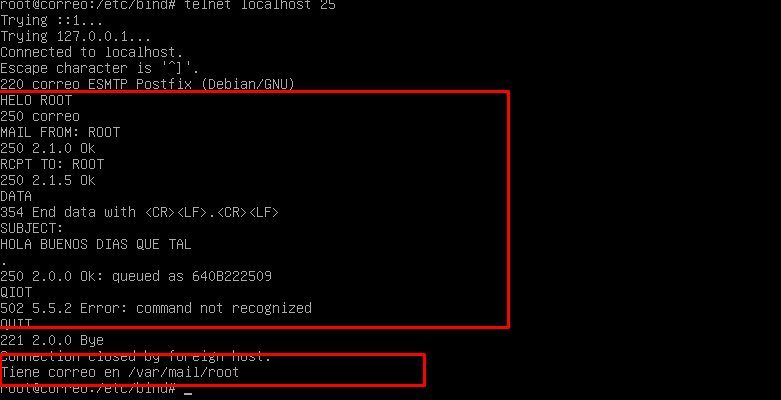 root@correo:/etc/bind# telnet localhost 25
Trying ::1...
Trying 127.0.0.1...
Connected to localhost.
Escape character is '^]'.
220 correo ESMTP Postfix (Debian/GNU)
HELO ROOT
250 correo
MAIL FROM: ROOT
250 2.1.0 Ok
RCPT TO: ROOT
250 2.1.5 Ok
DATA
354 End data with <CR><LF>.<CR><LF>
SUBJECT:
HOLA BUENOS DIAS QUE TAL
.
250 2.0.0 Ok: queued as 640B222509
QIOT
502 5.5.2 Error: command not recognized
QUIT
221 2.0.0 Bye
Connection closed by foreign host.
Tiene correo en /var/mail/root
root@correo:/etc/bind# _